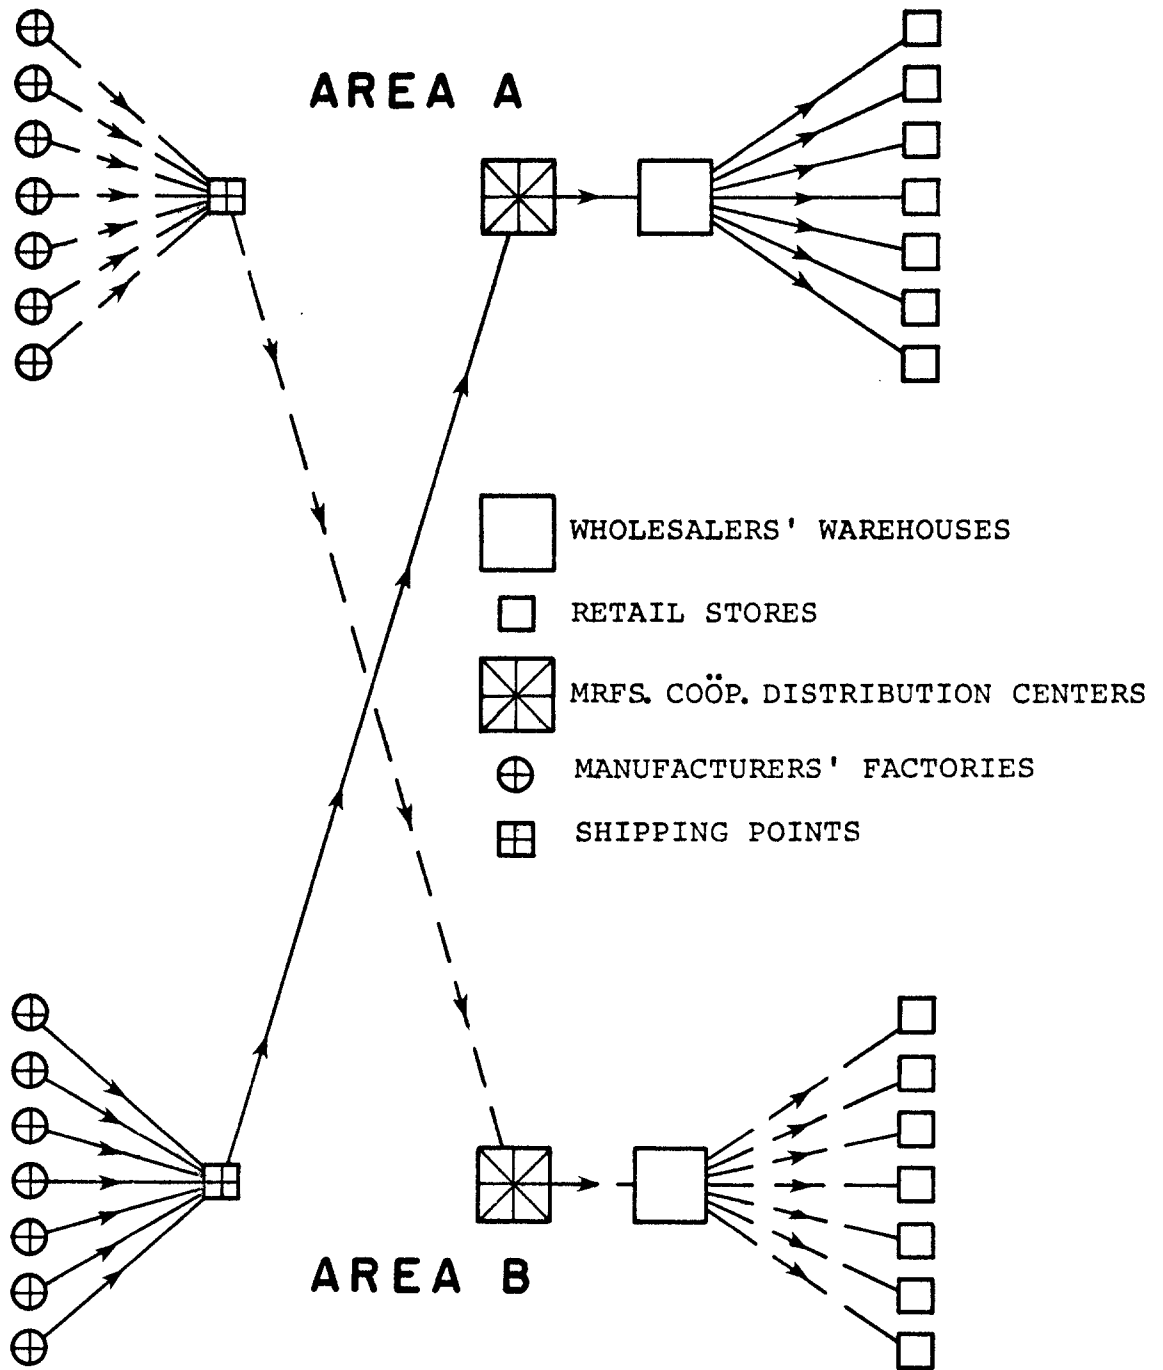 AREA A
WHOLESALERS' WAREHOUSES
RETAIL STORES
MRFS. COÖP. DISTRIBUTION CENTERS
MANUFACTURERS' FACTORIES
SHIPPING POINTS
AREA B